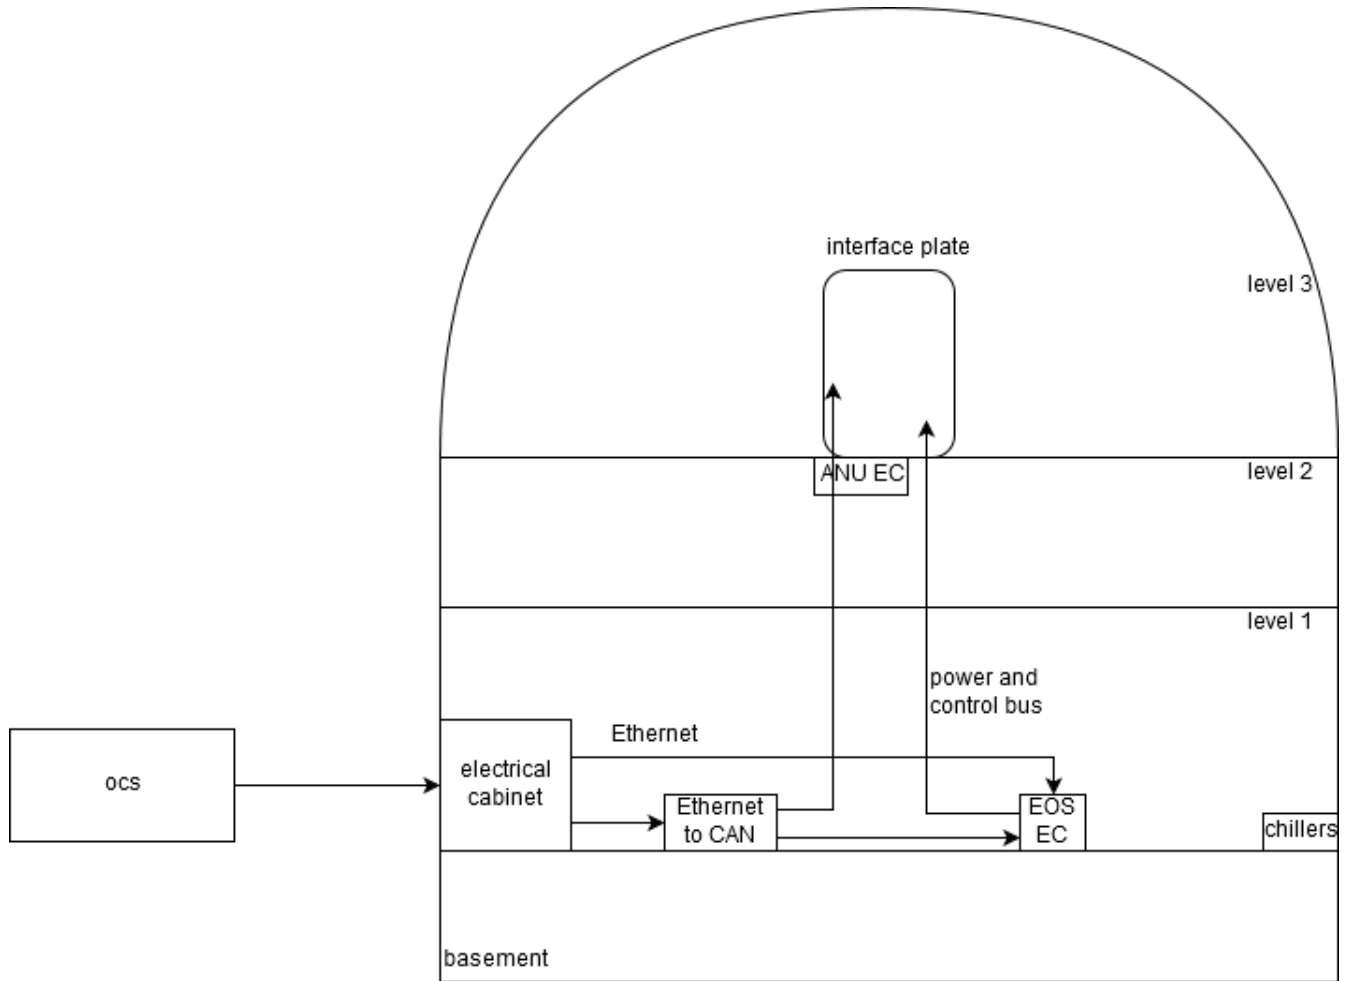 interface plate
level 3
ANU EC
level 2
level 1
power and
control bus
Ethernet
ocs
electrical
cabinet
Ethernet
to CAN
EOS
EC
chillers
basement